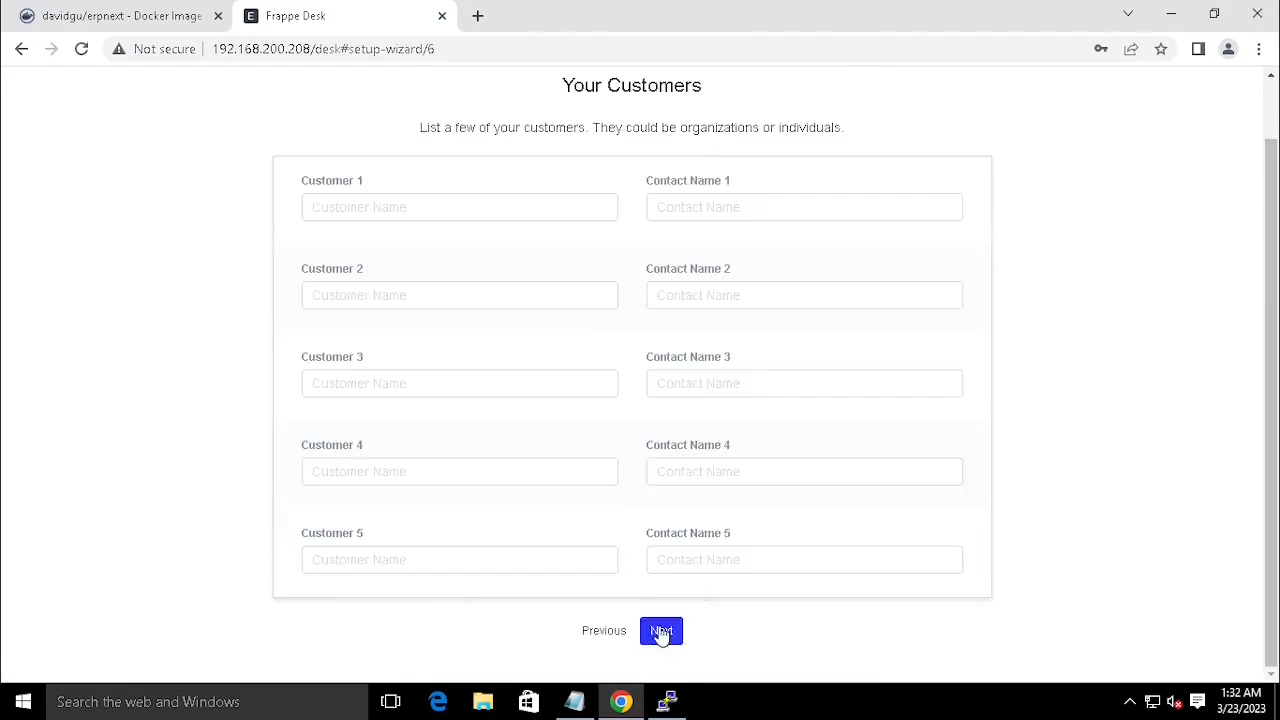 davidgu/erpnext - Docker Image
Frappe Desk
Not secure
192.168.200.208/desk#setup-wizard/6
Your Customers
List a few of your customers. They could be organizations or individuals.
Customer 1
Contact Name 1
Customer Name
Contact Name
Customer 2
Contact Name 2
Customer Name
Contact Name
Customer 3
Contact Name 3
Customer Name
Contact Name
Customer 4
Contact Name 4
Customer Name
Contact Name
Customer 5
Contact Name 5
Customer Name
Contact Name
Previous
Next
Search the web and Windows
1:32 AM
3/23/2023